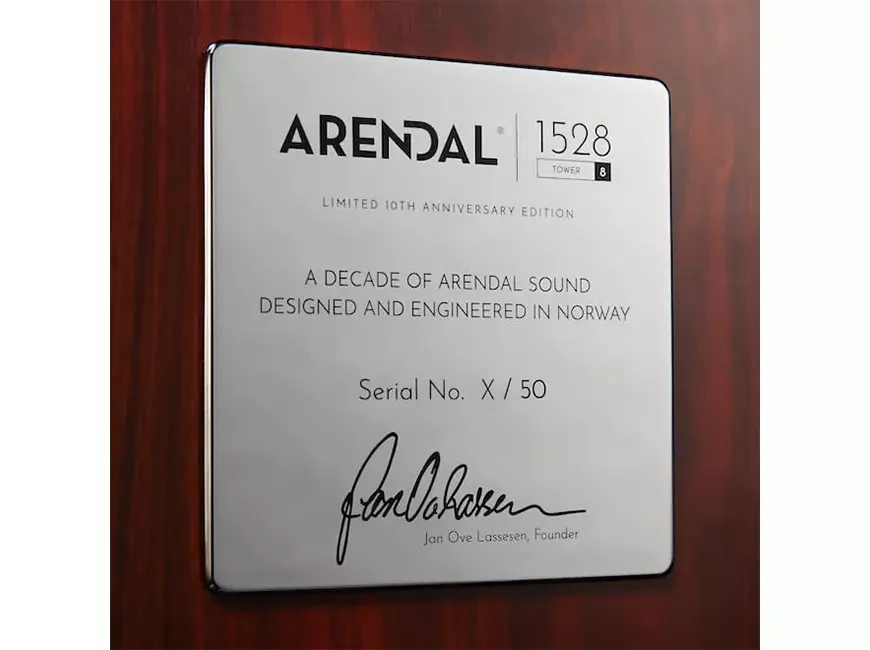 ARENDAL® 1528
TOWER 8
LIMITED 10TH ANNIVERSARY EDITION
A DECADE OF ARENDAL SOUND
DESIGNED AND ENGINEERED IN NORWAY
Serial No. X / 50
Jan Ove Lassesen, Founder